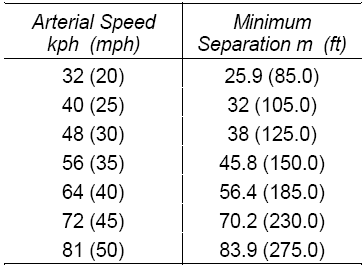 Arterial Speed Minimum
kph (mph) Separation m (ft)
32 (20) 25.9 (85.0)
40 (25) 32 (105.0)
48 (30) 38 (125.0)
56 (35) 45.8 (150.0)
64 (40) 56.4 (185.0)
72 (45) 70.2 (230.0)
81 (50) 83.9 (275.0)